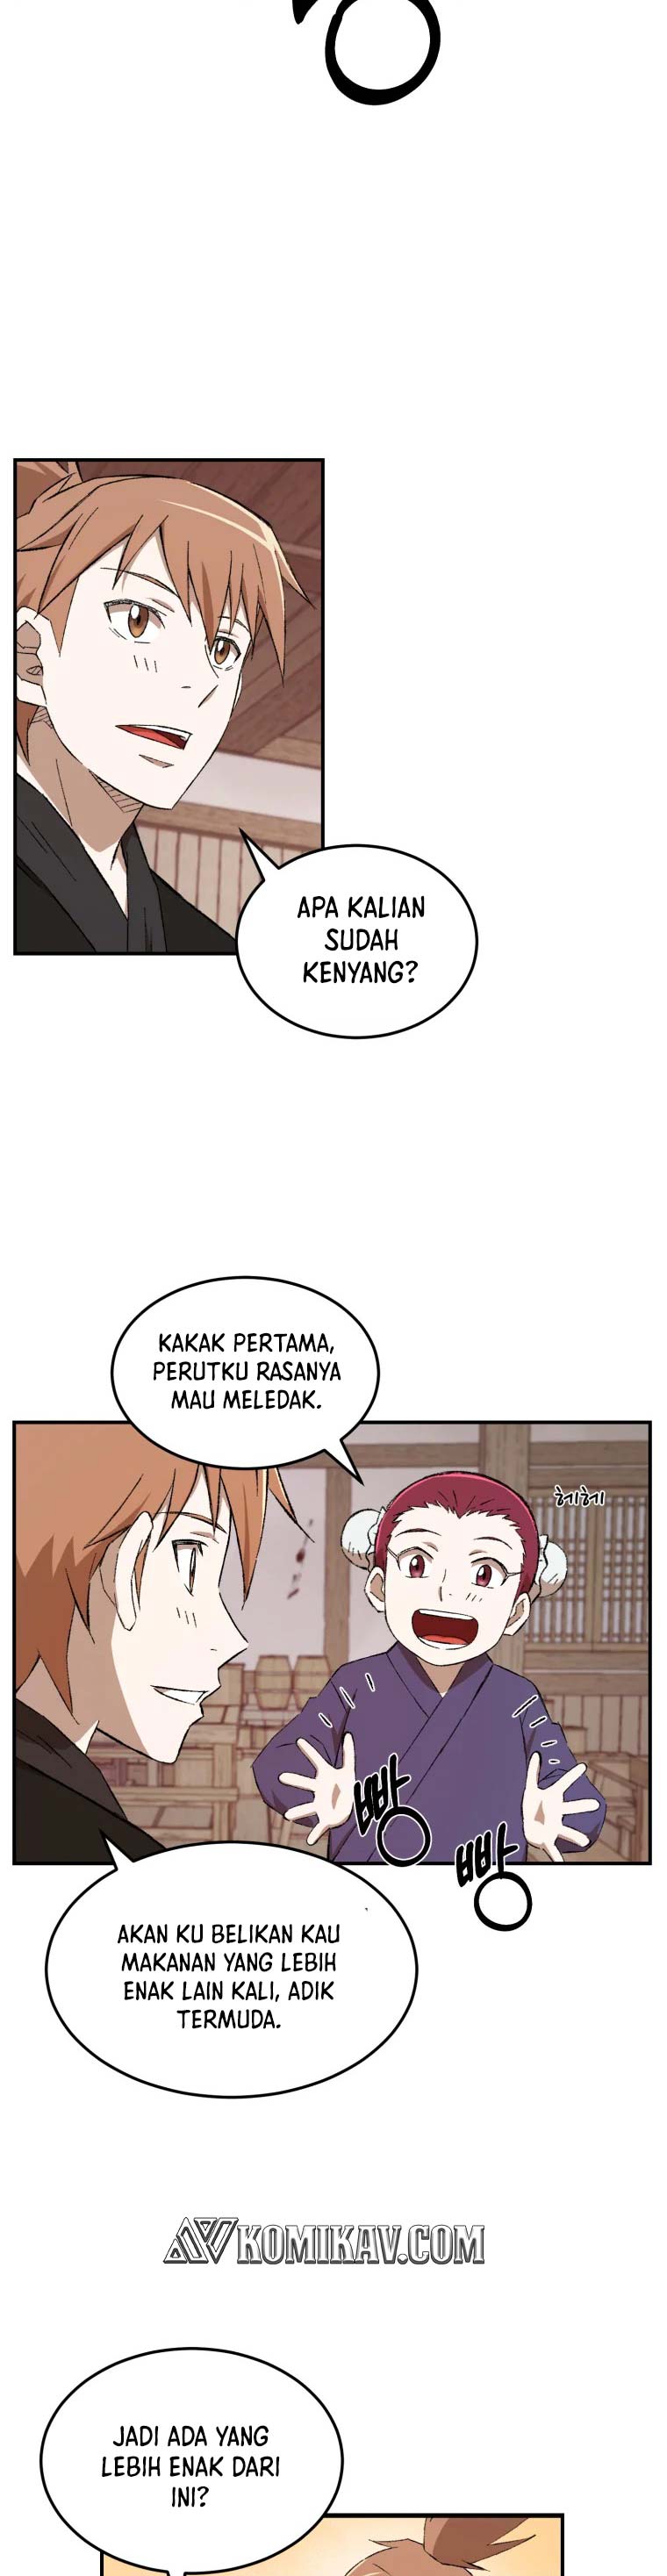 APA KALIAN
SUDAH
KENYANG?
KAKAK PERTAMA,
PERUTKU RASANYA
MAU MELEDAK.
헤헤
빵
빵
AKAN KU BELIKAN KAU
MAKANAN YANG LEBIH
ENAK LAIN KALI, ADIK
TERMUDA.
KOMIKAV.COM
JADI ADA YANG
LEBIH ENAK DARI
INI?